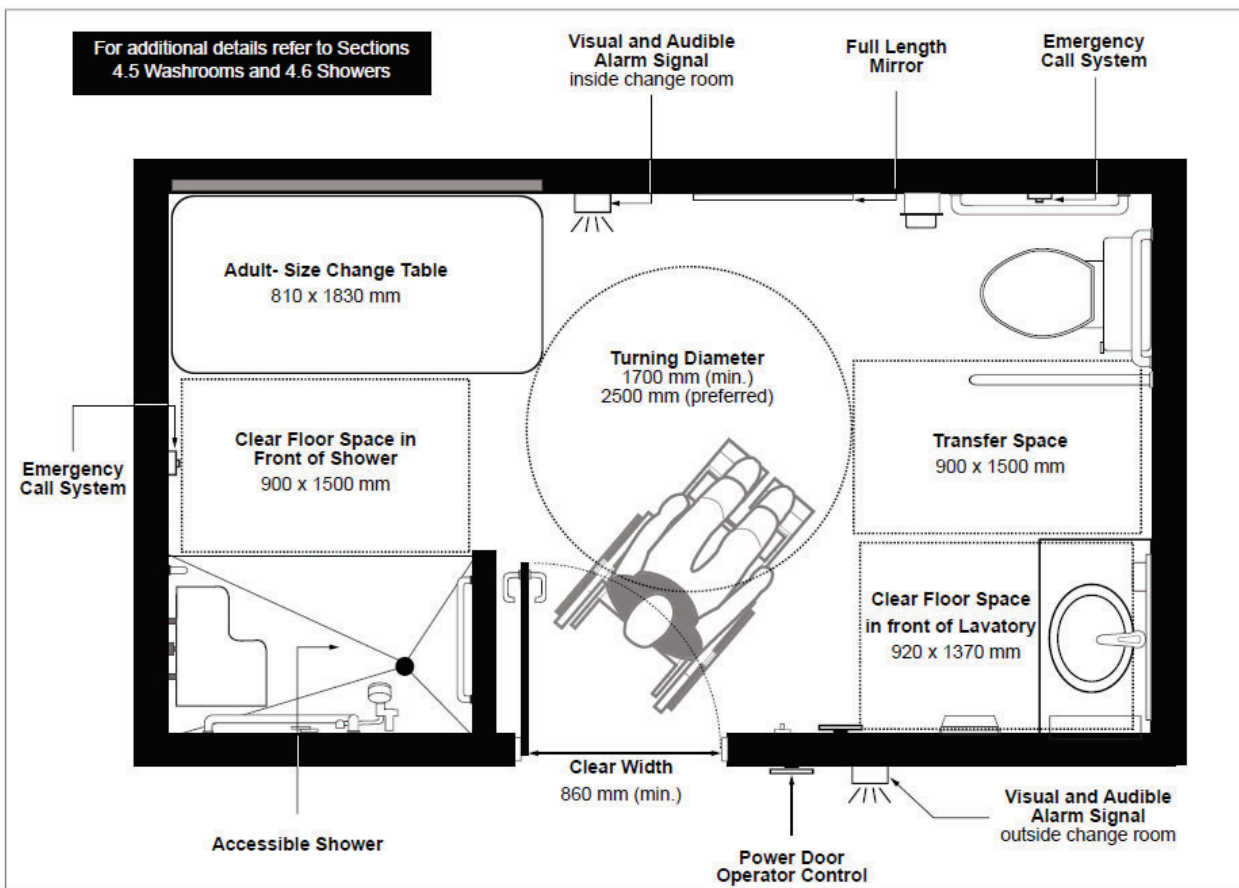 For additional details refer to Sections
4.5 Washrooms and 4.6 Showers
Visual and Audible
Alarm Signal
inside change room
Full Length
Mirror
Emergency
Call System
Adult- Size Change Table
810 x 1830 mm
Turning Diameter
1700 mm (min.)
2500 mm (preferred)
Clear Floor Space in
Front of Shower
900 x 1500 mm
Transfer Space
900 x 1500 mm
Emergency
Call System
Clear Floor Space
in front of Lavatory
920 x 1370 mm
Clear Width
860 mm (min.)
Accessible Shower
Power Door
Operator Control
Visual and Audible
Alarm Signal
outside change room